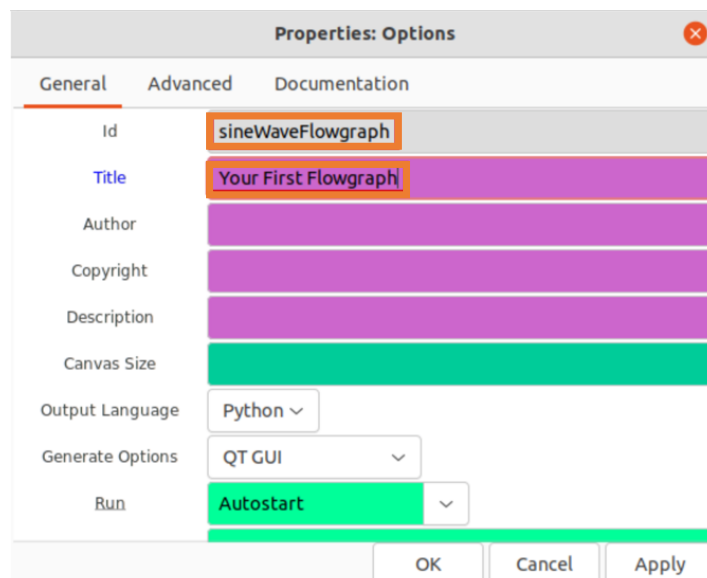 Properties: Options
General Advanced Documentation
Id sineWaveFlowgraph
Title Your First Flowgraph
Author
Copyright
Description
Canvas Size
Output Language Python
Generate Options QT GUI
Run Autostart
OK Cancel Apply